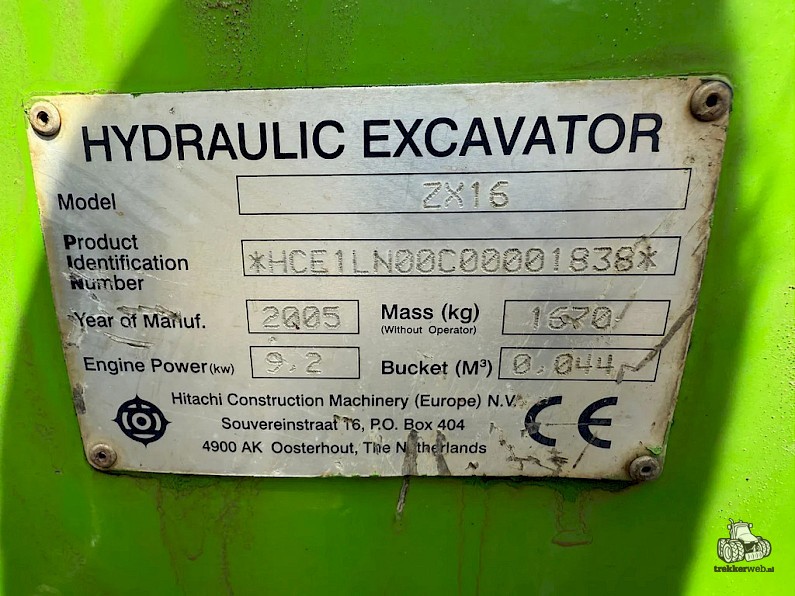 HYDRAULIC EXCAVATOR
Model ZX16
Product
Identification *HCE1LN00C00001838*
Number
Year of Manuf. 2005 Mass (kg) 1670
(Without Operator)
Engine Power (kw) 9.2 Bucket (M³) 0.044
Hitachi Construction Machinery (Europe) N.V.
Souvereinstraat 16, P.O. Box 404
4900 AK Oosterhout, The Netherlands
CE
trekkerweb.nl